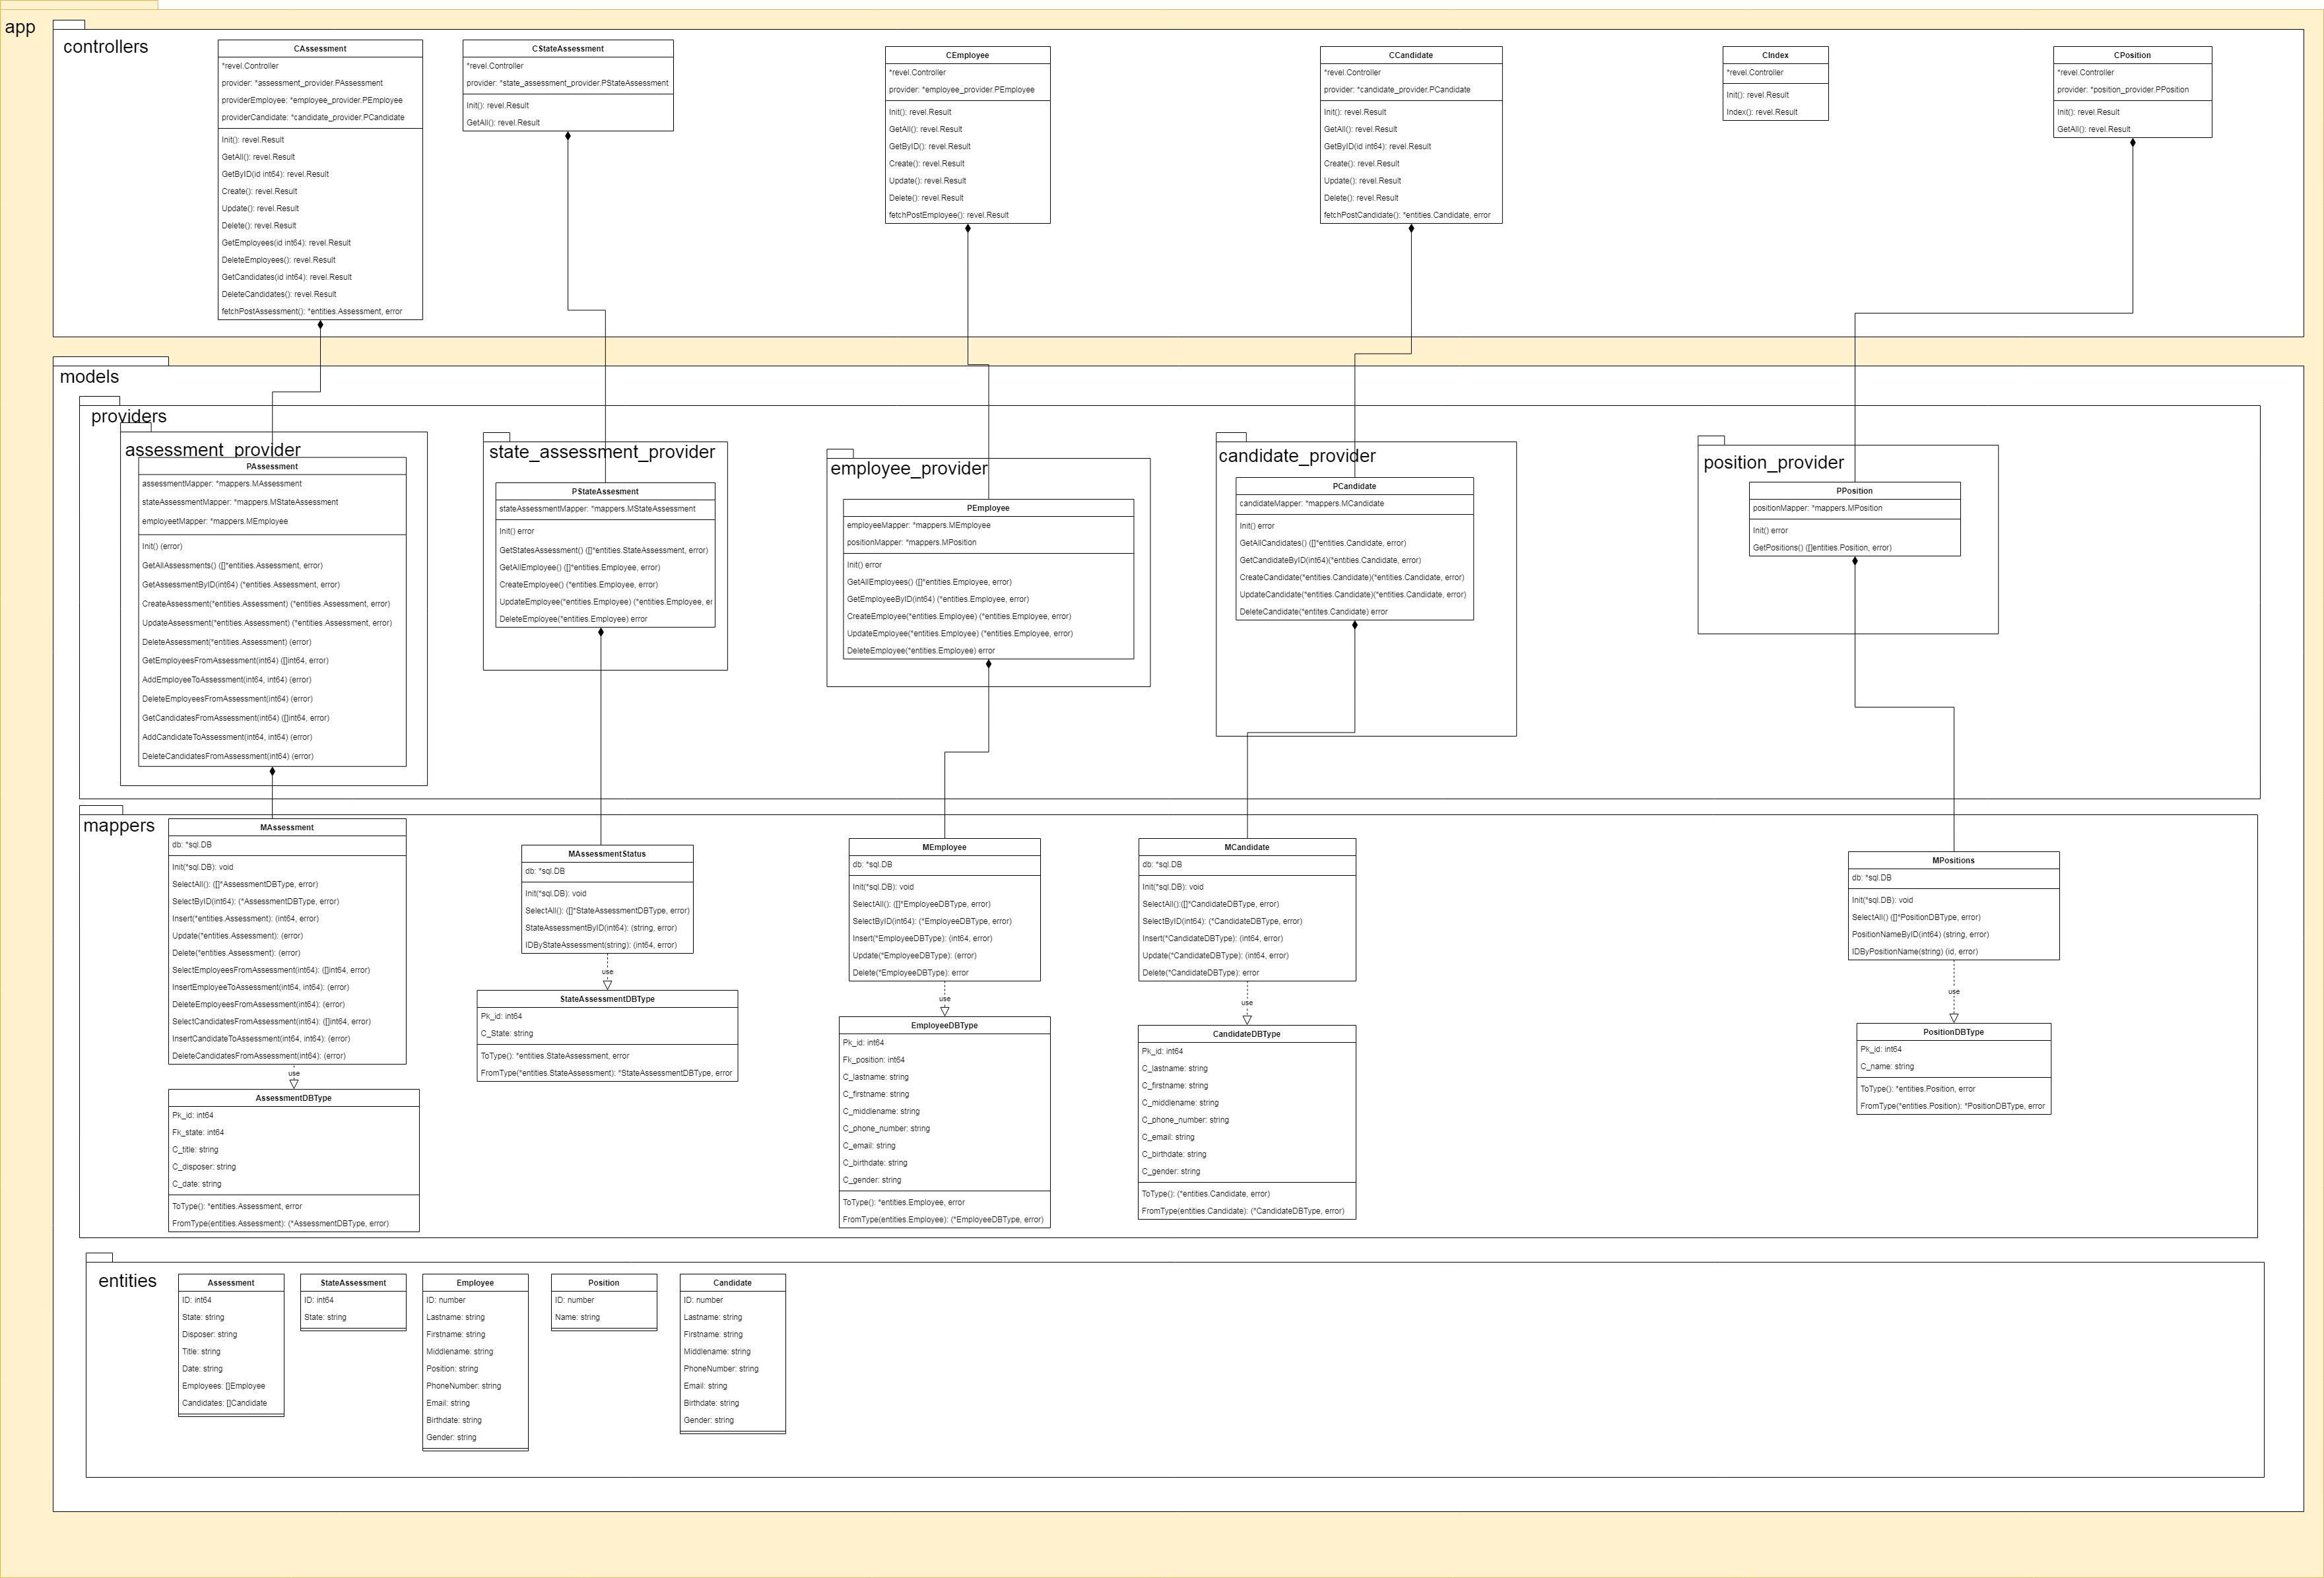 app
controllers
CAssessment
*revel.Controller
provider: *assessment_provider.PAssessment
providerEmployee: *employee_provider.PEmployee
providerCandidate: *candidate_provider.PCandidate
Init(): revel.Result
GetAll(): revel.Result
GetByID(id int64): revel.Result
Create(): revel.Result
Update(): revel.Result
Delete(): revel.Result
GetEmployees(id int64): revel.Result
DeleteEmployees(): revel.Result
GetCandidates(id int64): revel.Result
DeleteCandidates(): revel.Result
fetchPostAssessment(): *entities.Assessment, error
CStateAssessment
*revel.Controller
provider: *state_assessment_provider.PStateAssessment
Init(): revel.Result
GetAll(): revel.Result
CEmployee
*revel.Controller
provider: *employee_provider.PEmployee
Init(): revel.Result
GetAll(): revel.Result
GetByID(): revel.Result
Create(): revel.Result
Update(): revel.Result
Delete(): revel.Result
fetchPostEmployee(): revel.Result
CCandidate
*revel.Controller
provider: *candidate_provider.PCandidate
Init(): revel.Result
GetAll(): revel.Result
GetByID(id int64): revel.Result
Create(): revel.Result
Update(): revel.Result
Delete(): revel.Result
fetchPostCandidate(): *entities.Candidate, error
CIndex
*revel.Controller
Init(): revel.Result
Index(): revel.Result
CPosition
*revel.Controller
provider: *position_provider.PPosition
Init(): revel.Result
GetAll(): revel.Result
models
providers
assessment_provider
PAssessment
assessmentMapper: *mappers.MAssessment
stateAssessmentMapper: *mappers.MStateAssessment
employeetMapper: *mappers.MEmployee
Init() (error)
GetAllAssessments() ([]*entities.Assessment, error)
GetAssessmentByID(int64) (*entities.Assessment, error)
CreateAssessment(*entities.Assessment) (*entities.Assessment, error)
UpdateAssessment(*entities.Assessment) (*entities.Assessment, error)
DeleteAssessment(*entities.Assessment) (error)
GetEmployeesFromAssessment(int64) ([]int64, error)
AddEmployeeToAssessment(int64, int64) (error)
DeleteEmployeesFromAssessment(int64) (error)
GetCandidatesFromAssessment(int64) ([]int64, error)
AddCandidateToAssessment(int64, int64) (error)
DeleteCandidatesFromAssessment(int64) (error)
state_assessment_provider
PStateAssesment
stateAssessmentMapper: *mappers.MStateAssessment
Init() error
GetStatesAssessment() ([]*entities.StateAssessment, error)
GetAllEmployee() ([]*entities.Employee, error)
CreateEmployee() (*entities.Employee, error)
UpdateEmployee(*entities.Employee) (*entities.Employee, er
DeleteEmployee(*entities.Employee) error
employee_provider
PEmployee
employeeMapper: *mappers.MEmployee
positionMapper: *mappers.MPosition
Init() error
GetAllEmployees() ([]*entities.Employee, error)
GetEmployeeByID(int64) (*entities.Employee, error)
CreateEmployee(*entities.Employee) (*entities.Employee, error)
UpdateEmployee(*entities.Employee) (*entities.Employee, error)
DeleteEmployee(*entities.Employee) error
candidate_provider
PCandidate
candidateMapper: *mappers.MCandidate
Init() error
GetAllCandidates() ([]*entities.Candidate, error)
GetCandidateByID(int64)(*entities.Candidate, error)
CreateCandidate(*entities.Candidate)(*entities.Candidate, error)
UpdateCandidate(*entities.Candidate)(*entities.Candidate, error)
DeleteCandidate(*entites.Candidate) error
position_provider
PPosition
positionMapper: *mappers.MPosition
Init() error
GetPositions() ([]entities.Position, error)
mappers
MAssessment
db: *sql.DB
Init(*sql.DB): void
SelectAll(): ([]*AssessmentDBType, error)
SelectByID(int64): (*AssessmentDBType, error)
Insert(*entities.Assessment): (int64, error)
Update(*entities.Assessment): (error)
Delete(*entities.Assessment): (error)
SelectEmployeesFromAssessment(int64): ([]int64, error)
InsertEmployeeToAssessment(int64, int64): (error)
DeleteEmployeesFromAssessment(int64): (error)
SelectCandidatesFromAssessment(int64): ([]int64, error)
InsertCandidateToAssessment(int64, int64): (error)
DeleteCandidatesFromAssessment(int64): (error)
use
AssessmentDBType
Pk_id: int64
Fk_state: int64
C_title: string
C_disposer: string
C_date: string
ToType(): *entities.Assessment, error
FromType(entities.Assessment): (*AssessmentDBType, error)
MAssessmentStatus
db: *sql.DB
Init(*sql.DB): void
SelectAll(): ([]*StateAssessmentDBType, error)
StateAssessmentByID(int64): (string, error)
IDByStateAssessment(string): (int64, error)
use
StateAssessmentDBType
Pk_id: int64
C_State: string
ToType(): *entities.StateAssessment, error
FromType(*entities.StateAssessment): *StateAssessmentDBType, error
MEmployee
db: *sql.DB
Init(*sql.DB): void
SelectAll(): ([]*EmployeeDBType, error)
SelectByID(int64): (*EmployeeDBType, error)
Insert(*EmployeeDBType): (int64, error)
Update(*EmployeeDBType): (error)
Delete(*EmployeeDBType): error
use
EmployeeDBType
Pk_id: int64
Fk_position: int64
C_lastname: string
C_firstname: string
C_middlename: string
C_phone_number: string
C_email: string
C_birthdate: string
C_gender: string
ToType(): *entities.Employee, error
FromType(entities.Employee): (*EmployeeDBType, error)
MCandidate
db: *sql.DB
Init(*sql.DB): void
SelectAll():([]*CandidateDBType, error)
SelectByID(int64): (*CandidateDBType, error)
Insert(*CandidateDBType): (int64, error)
Update(*CandidateDBType): (int64, error)
Delete(*CandidateDBType): error
use
CandidateDBType
Pk_id: int64
C_lastname: string
C_firstname: string
C_middlename: string
C_phone_number: string
C_email: string
C_birthdate: string
C_gender: string
ToType(): (*entities.Candidate, error)
FromType(entities.Candidate): (*CandidateDBType, error)
MPositions
db: *sql.DB
Init(*sql.DB): void
SelectAll() ([]*PositionDBType, error)
PositionNameByID(int64) (string, error)
IDByPositionName(string) (id, error)
use
PositionDBType
Pk_id: int64
C_name: string
ToType(): *entities.Position, error
FromType(*entities.Position): *PositionDBType, error
entities
Assessment
ID: int64
State: string
Disposer: string
Title: string
Date: string
Employees: []Employee
Candidates: []Candidate
StateAssessment
ID: int64
State: string
Employee
ID: number
Lastname: string
Firstname: string
Middlename: string
Position: string
PhoneNumber: string
Email: string
Birthdate: string
Gender: string
Position
ID: number
Name: string
Candidate
ID: number
Lastname: string
Firstname: string
Middlename: string
PhoneNumber: string
Email: string
Birthdate: string
Gender: string